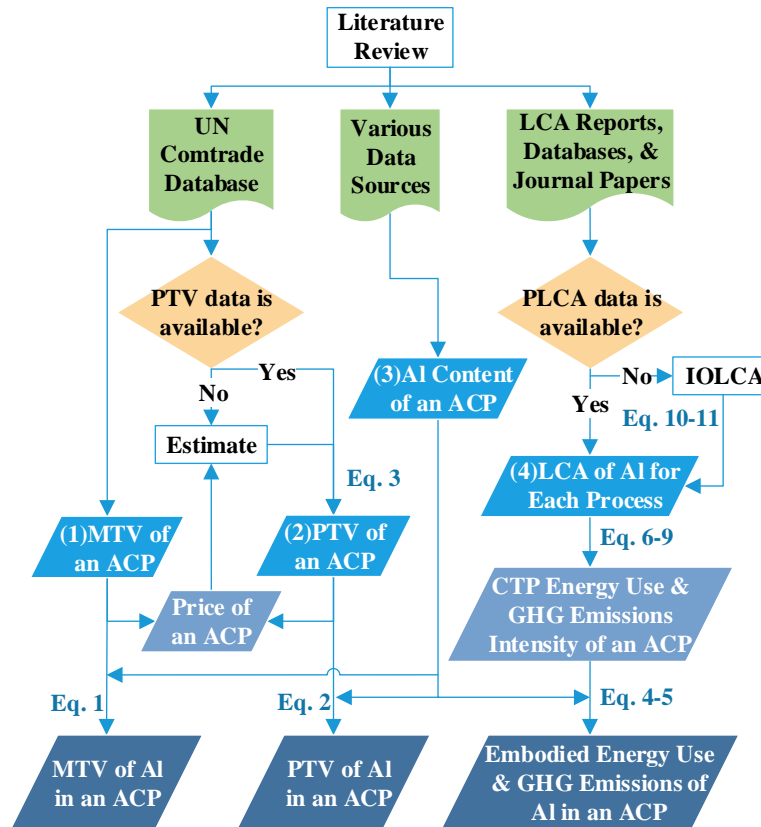 Literature
Review
UN
Comtrade
Database
Various
Data
Sources
LCA Reports,
Databases, &
Journal Papers
PTV data is
available?
PLCA data is
available?
Yes
No
(3)Al Content
of an ACP
No
IOLCA
Yes
Eq. 10-11
Estimate
Eq. 3
(4)LCA of Al for
Each Process
(1)MTV of
an ACP
(2)PTV of
an ACP
Eq. 6-9
Price of
an ACP
CTP Energy Use &
GHG Emissions
Intensity of an ACP
Eq. 1
Eq. 2
Eq. 4-5
MTV of Al
in an ACP
PTV of Al
in an ACP
Embodied Energy Use
& GHG Emissions of
Al in an ACP